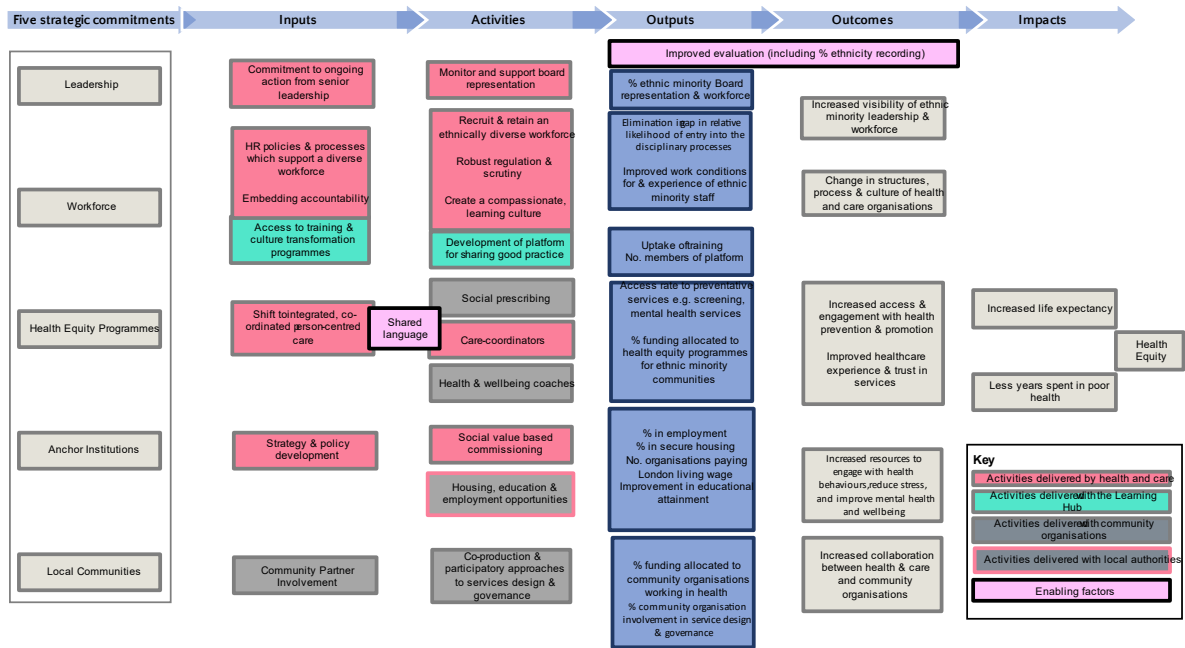 Five strategic commitments
Inputs
Activities
Outputs
Outcomes
Impacts
Improved evaluation (including % ethnicity recording)
Leadership
Commitment to ongoing
action from senior
leadership
Monitor and support board
representation
% ethnic minority Board
representation & workforce
Increased visibility of ethnic
minority leadership &
workforce
Workforce
HR policies & processes
which support a diverse
workforce
Embedding accountability
Access to training &
culture transformation
programmes
Recruit & retain an
ethnically diverse workforce
Robust regulation &
scrutiny
Create a compassionate,
learning culture
Development of platform
for sharing good practice
Elimination in gap in relative
likelihood of entry into the
disciplinary processes
Improved work conditions
for & experience of ethnic
minority staff
Uptake of training
No. members of platform
Change in structures,
process & culture of health
and care organisations
Health Equity Programmes
Shift to integrated, co-
ordinated person-centred
care
Shared
language
Social prescribing
Care-coordinators
Health & wellbeing coaches
Access rate to preventative
services e.g. screening,
mental health services
% funding allocated to
health equity programmes
for ethnic minority
communities
Increased access &
engagement with health
prevention & promotion
Improved healthcare
experience & trust in
services
Increased life expectancy
Less years spent in poor
health
Health
Equity
Anchor Institutions
Strategy & policy
development
Social value based
commissioning
Housing, education &
employment opportunities
% in employment
% in secure housing
No. organisations paying
London living wage
Improvement in educational
attainment
Increased resources to
engage with health
behaviours, reduce stress,
and improve mental health
and wellbeing
Local Communities
Community Partner
Involvement
Co-production &
participatory approaches
to services design &
governance
% funding allocated to
community organisations
working in health
% community organisation
involvement in service design
& governance
Increased collaboration
between health & care
and community
organisations
Key
Activities delivered by health and care
Activities delivered with the Learning
Hub
Activities delivered with community
organisations
Activities delivered with local authorities
Enabling factors